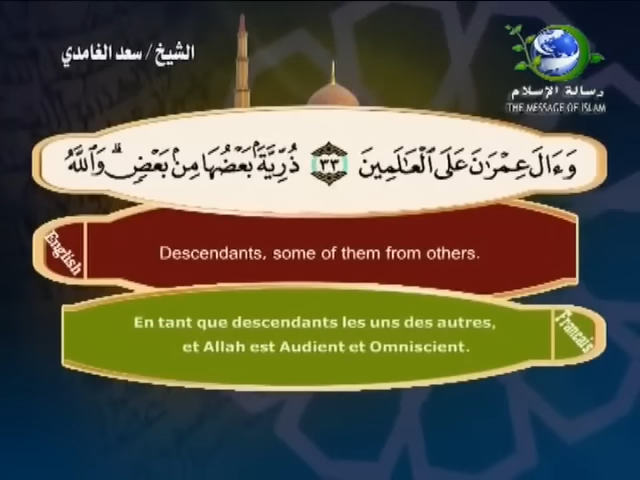 الشيخ / سعد الغامدي
رسالة الإسلام
THE MESSAGE OF ISLAM
وَءَالَ عِمۡرَٰنَ عَلَى ٱلۡعَٰلَمِينَ ٣٣ ذُرِّيَّةَۢ بَعۡضُهَا مِنۢ بَعۡضٖۗ وَٱللَّهُ
English
Descendants, some of them from others.
En tant que descendants les uns des autres,
et Allah est Audient et Omniscient.
Francais